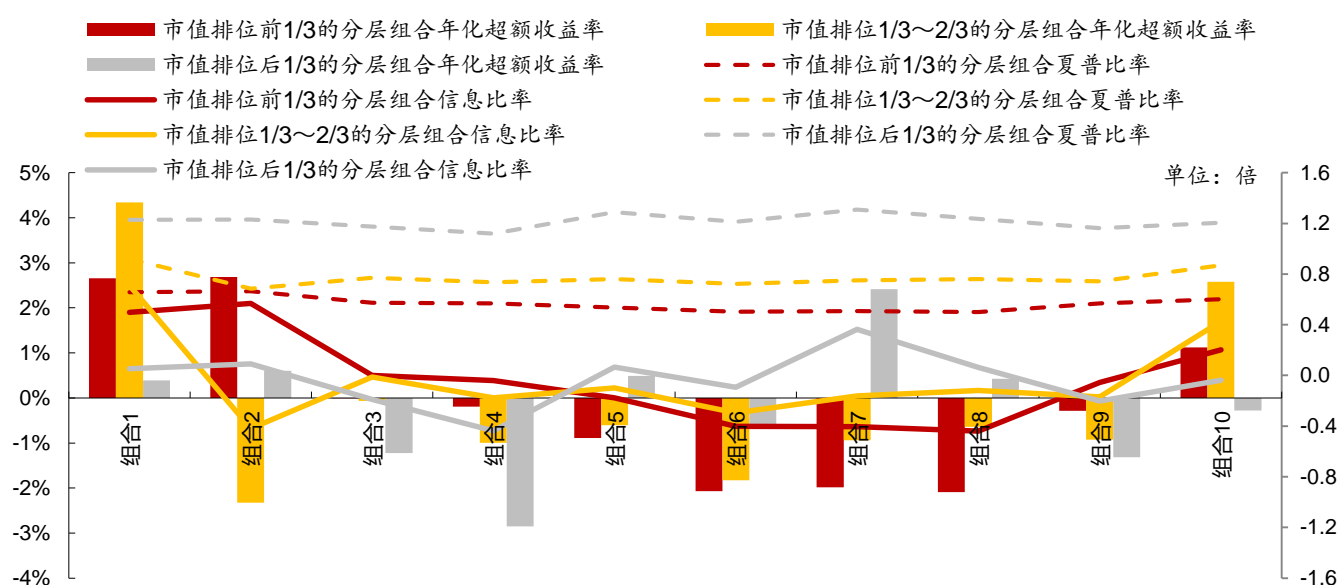 市值排位前1/3的分层组合年化超额收益率
市值排位1/3～2/3的分层组合年化超额收益率
市值排位后1/3的分层组合年化超额收益率
市值排位前1/3的分层组合夏普比率
市值排位前1/3的分层组合信息比率
市值排位1/3～2/3的分层组合夏普比率
市值排位1/3～2/3的分层组合信息比率
市值排位后1/3的分层组合夏普比率
市值排位后1/3的分层组合信息比率
单位：倍
5%
4%
3%
2%
1%
0%
-1%
-2%
-3%
-4%
1.6
1.2
0.8
0.4
0.0
-0.4
-0.8
-1.2
-1.6
组合1
组合2
组合3
组合4
组合5
组合6
组合7
组合8
组合9
组合10